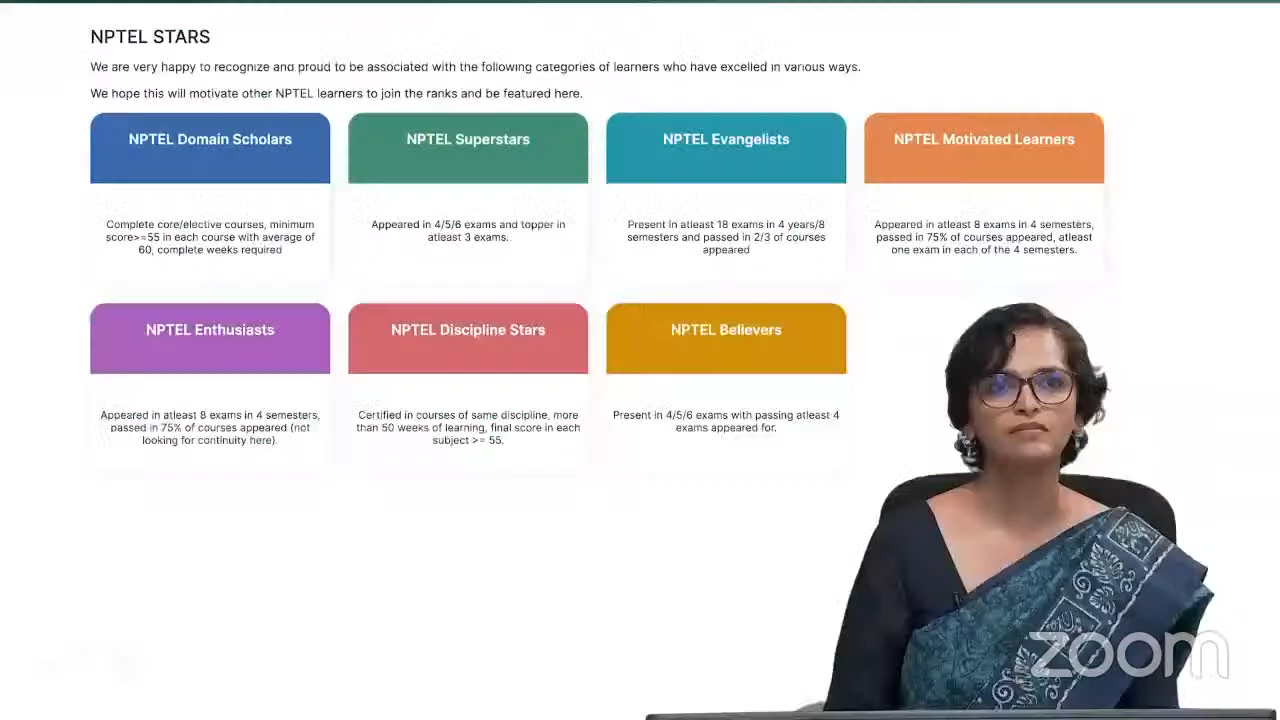 NPTEL STARS
We are very happy to recognize and proud to be associated with the following categories of learners who have excelled in various ways.
We hope this will motivate other NPTEL learners to join the ranks and be featured here.
NPTEL Domain Scholars
Complete core/elective courses, minimum
score>=55 in each course with average of
60, complete weeks required
NPTEL Superstars
Appeared in 4/5/6 exams and topper in
atleast 3 exams.
NPTEL Evangelists
Present in atleast 18 exams in 4 years/8
semesters and passed in 2/3 of courses
appeared
NPTEL Motivated Learners
Appeared in atleast 8 exams in 4 semesters,
passed in 75% of courses appeared, atleast
one exam in each of the 4 semesters.
NPTEL Enthusiasts
Appeared in atleast 8 exams in 4 semesters,
passed in 75% of courses appeared (not
looking for continuity here).
NPTEL Discipline Stars
Certified in courses of same discipline, more
than 50 weeks of learning, final score in each
subject >= 55.
NPTEL Believers
Present in 4/5/6 exams with passing atleast 4
exams appeared for.
zoom